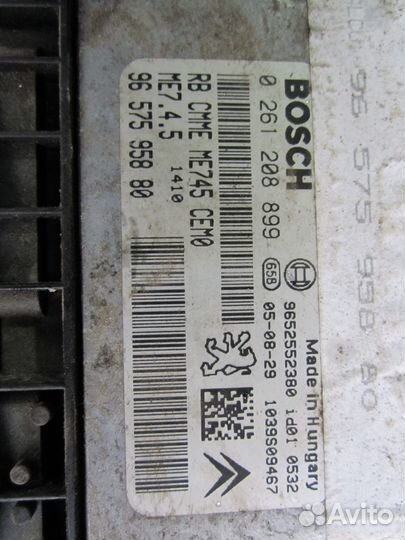 BOSCH
0 261 208 899
RB CMME ME745 CEM0
ME7.4.5 1410
96 575 958 80
658
Made in Hungary
9652552380 id01 0532
05-08-29 1039S09467
96 575 958 80
Avito